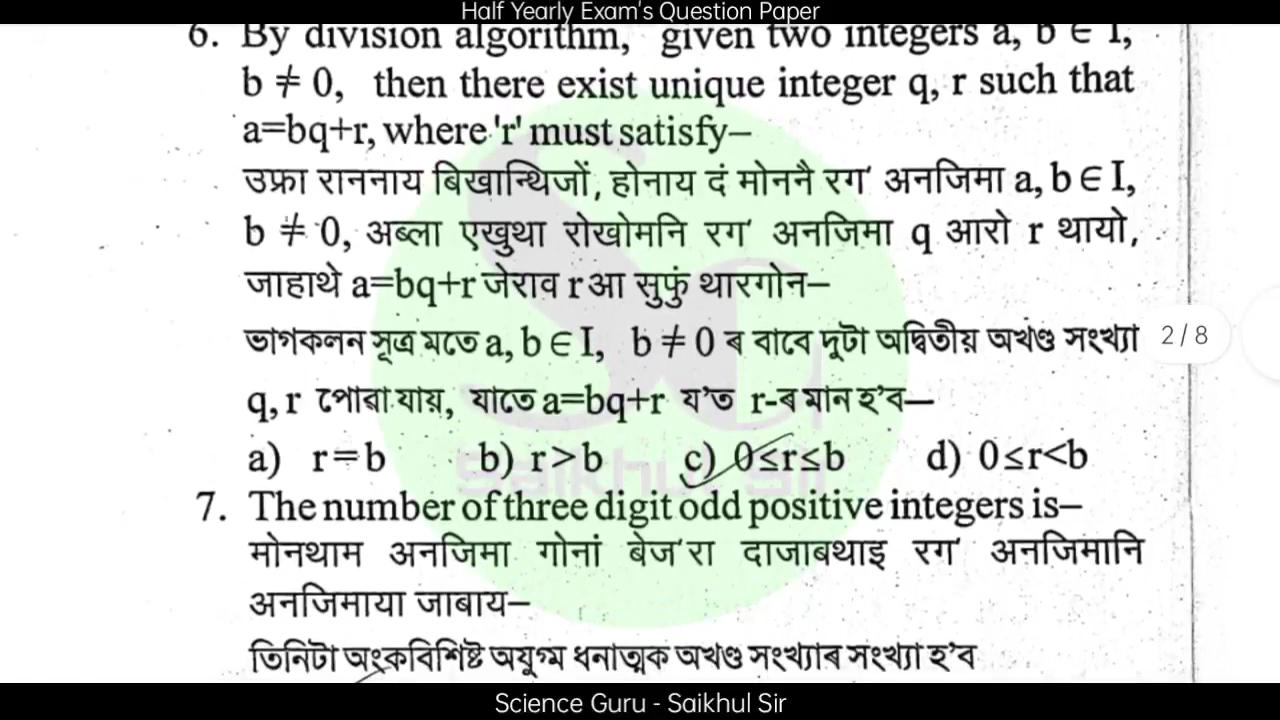 Half Yearly Exam's Question Paper
6. By division algorithm, given two integers a, b ∈ I,
b ≠ 0, then there exist unique integer q, r such that
a=bq+r, where 'r' must satisfy–
उफ्रा राननाय बिखान्थिजों, होनाय दं मोननै रग' अनजिमा a, b ∈ I,
b ≠ 0, अब्ला एखुथा रोखोमनि रग' अनजिमा q आरो r थायो,
जाहाथे a=bq+r जेराव r आ सुफुं थारगोन–
ভাগকলন সূত্ৰ মতে a, b ∈ I, b ≠ 0 ৰ বাবে দুটা অদ্বিতীয় অখণ্ড সংখ্যা
2 / 8
q, r পোৱা যায়, যাতে a=bq+r য'ত r-ৰ মান হ'ব—
a) r=b b) r>b c) 0≤r≤b d) 0≤r<b
Saikhul Sir
7. The number of three digit odd positive integers is–
मोनथाम अनजिमा गोनां बेज'रा दाजाबथाइ रग' अनजिमानि
अनजिमाया जाबाय–
তিনিটা অংকবিশিষ্ট অযুগ্ম ধনাত্মক অখণ্ড সংখ্যাৰ সংখ্যা হ'ব
Science Guru - Saikhul Sir